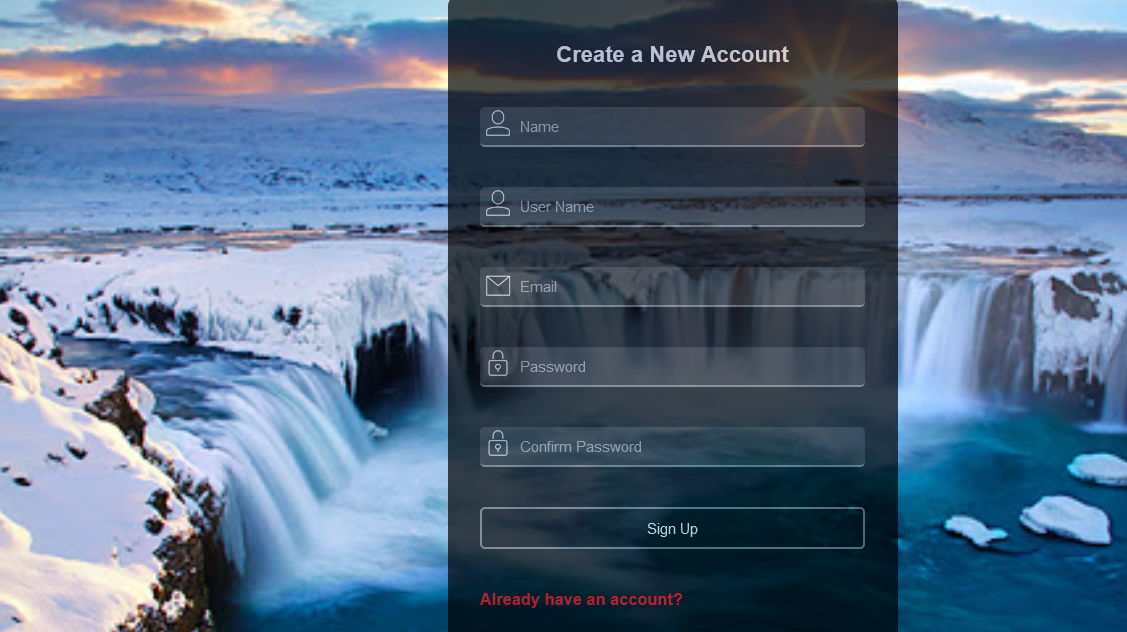 Create a New Account
Name
User Name
Email
Password
Confirm Password
Sign Up
Already have an account?